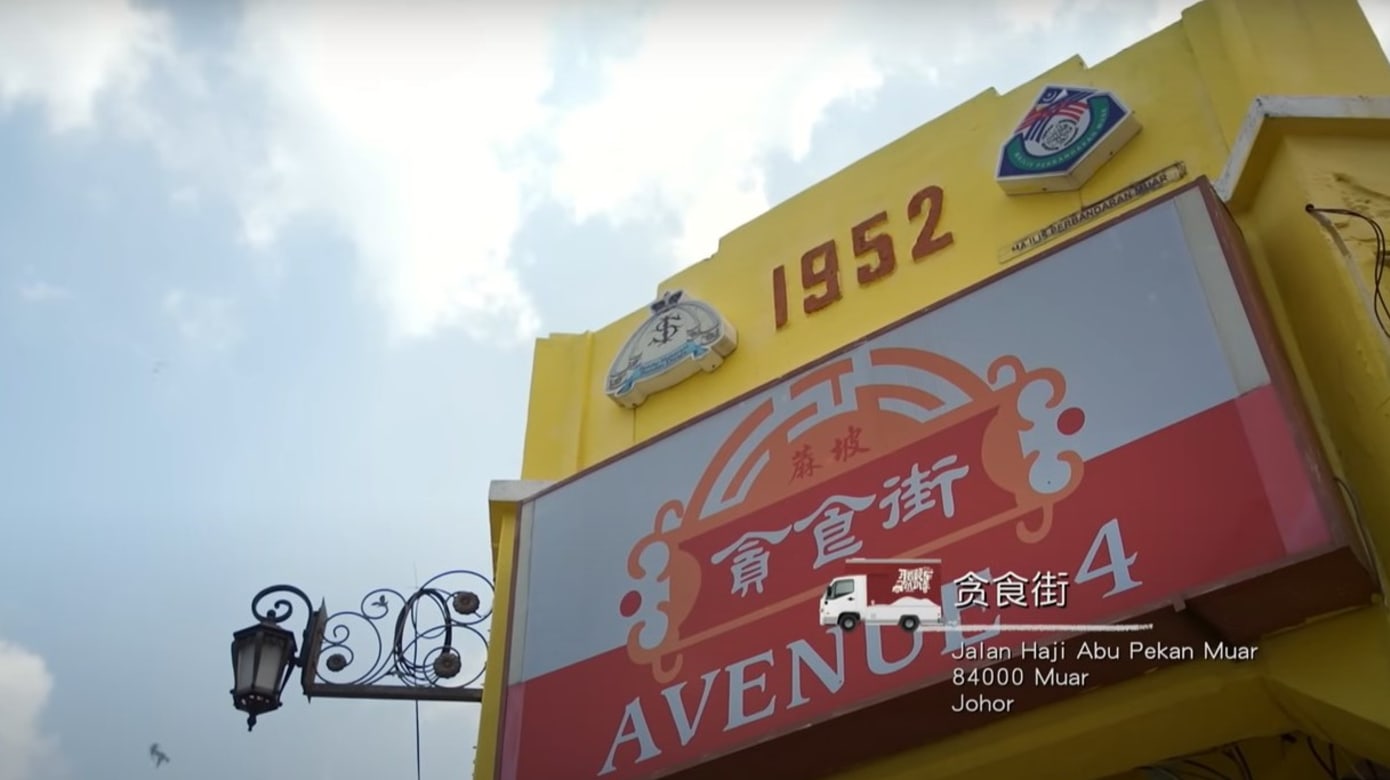 1952
MAJLIS PERBANDARAN MUAR
麻坡
貪食街
AVENUE 4
贪食街
Jalan Haji Abu Pekan Muar
84000 Muar
Johor